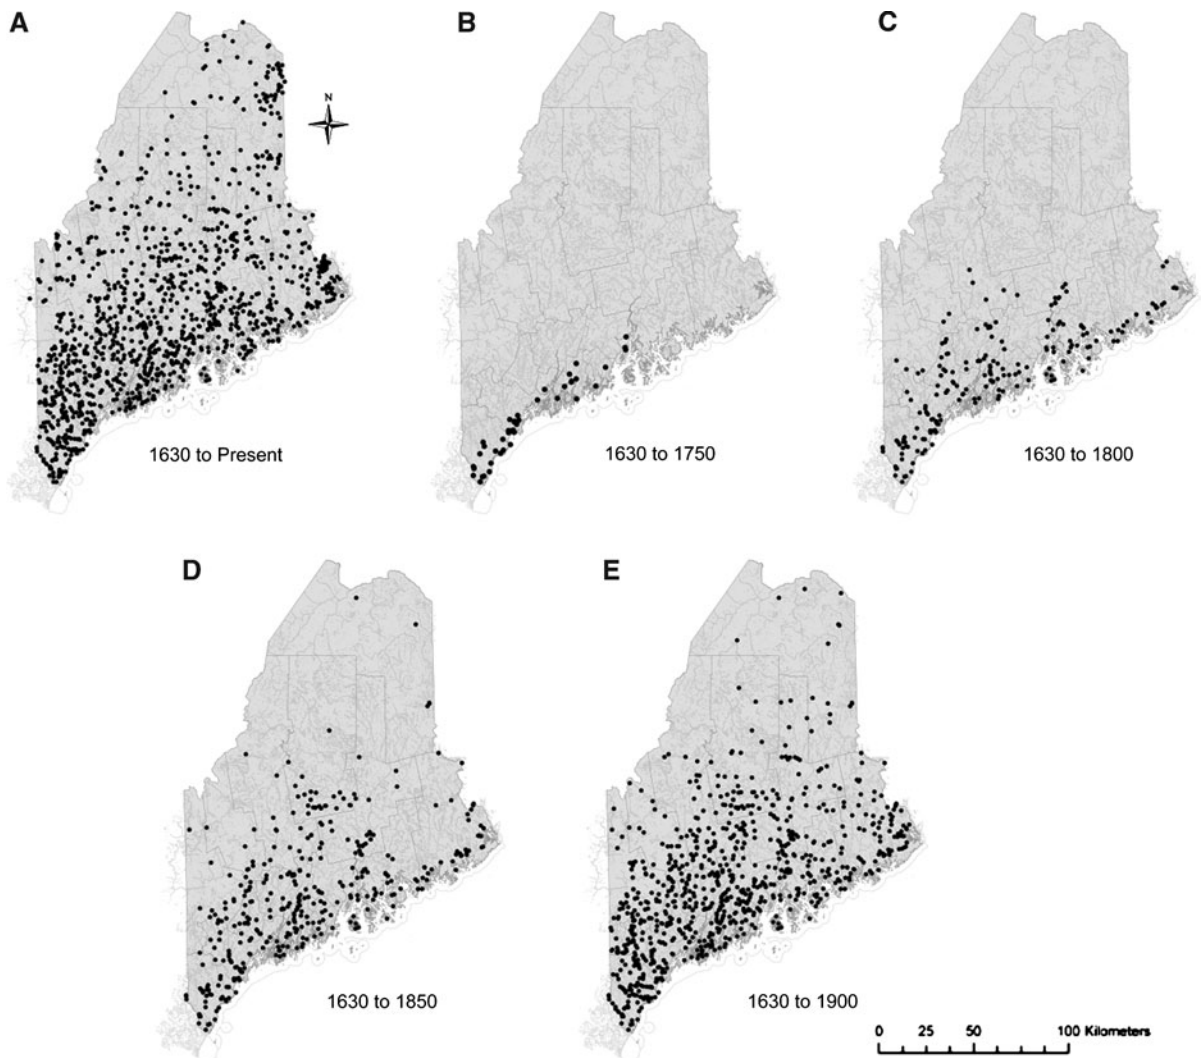 A
B
C
N
1630 to Present
1630 to 1750
1630 to 1800
D
E
1630 to 1850
1630 to 1900
0 25 50 100 Kilometers